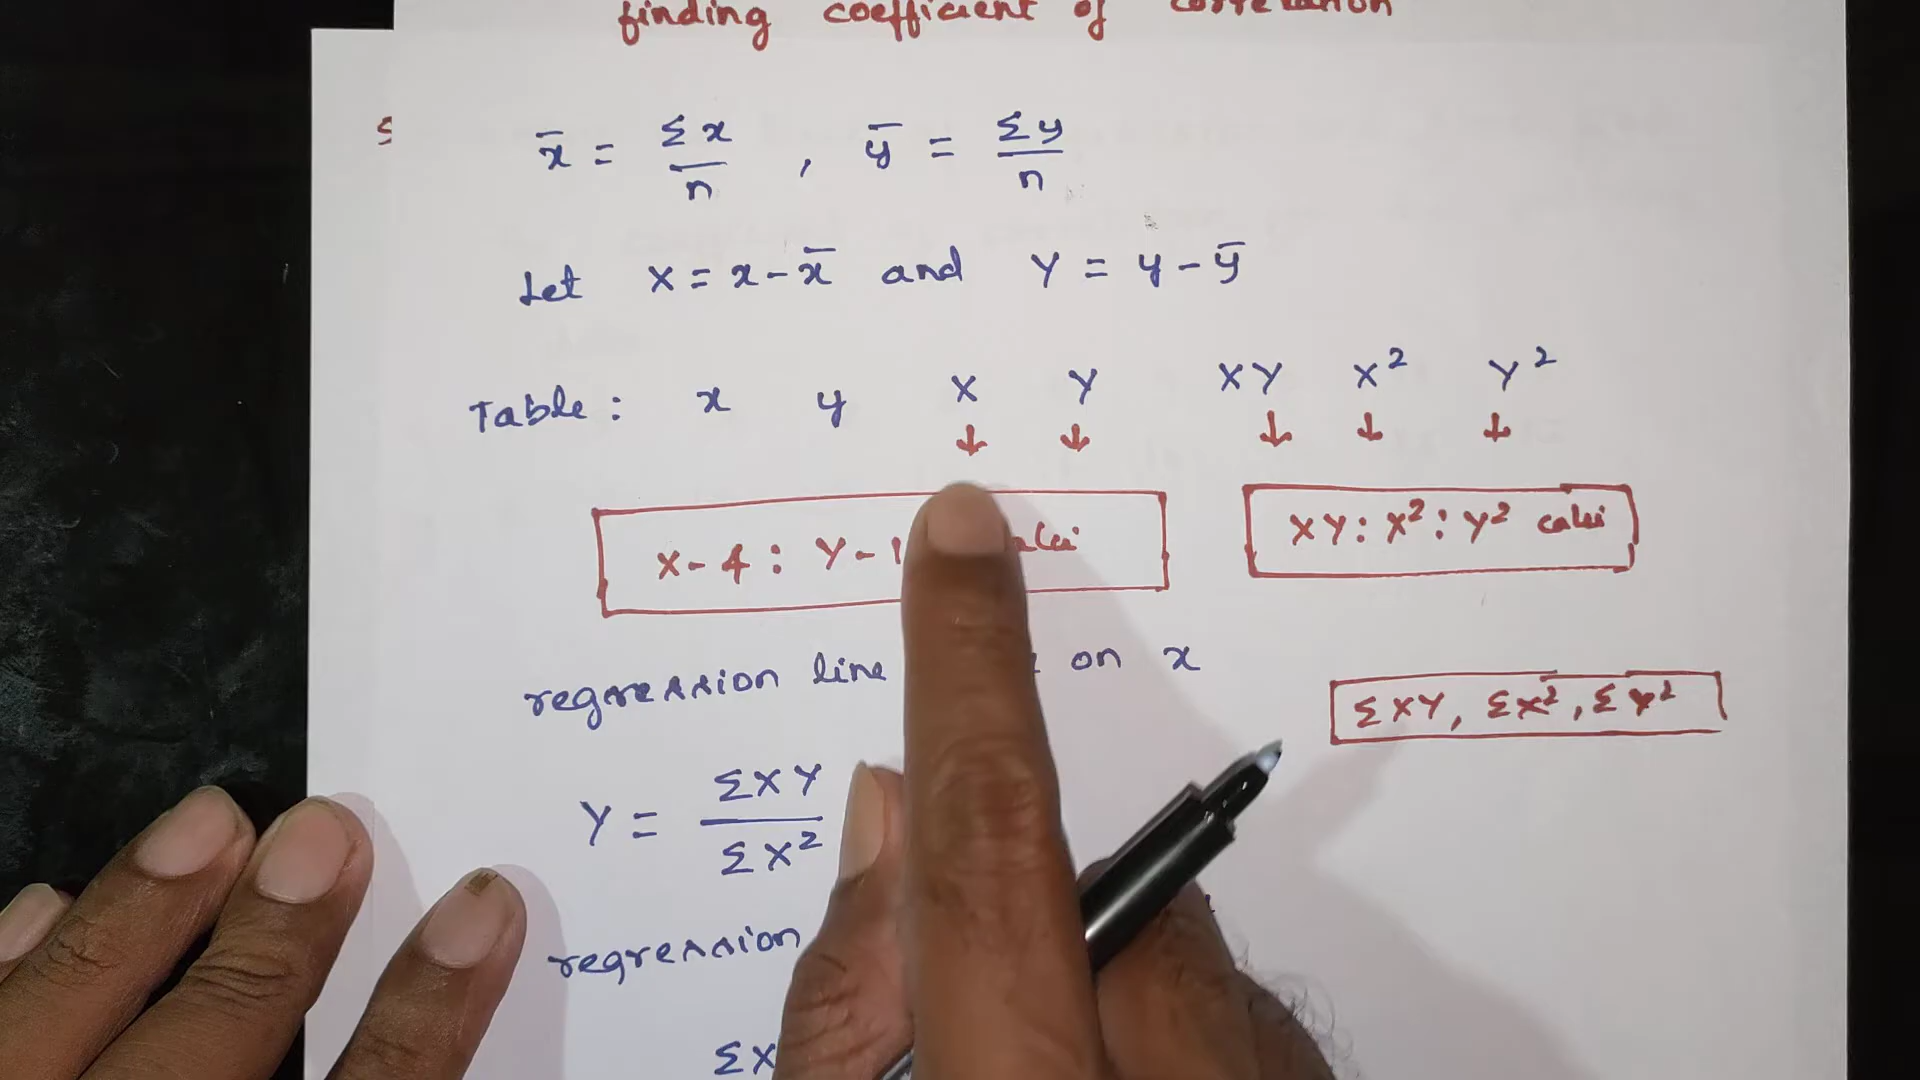 finding coefficient of correlation
x̄ = Σx/n , ȳ = Σy/n
Let X = x - x̄ and Y = y - ȳ
Table : x y X Y XY X² Y²
↓ ↓ ↓ ↓ ↓
X - 4 : Y -
XY : X² : Y² calci
regression line on x
ΣXY, ΣX², ΣY²
Y = ΣXY/ΣX²
regression
ΣX